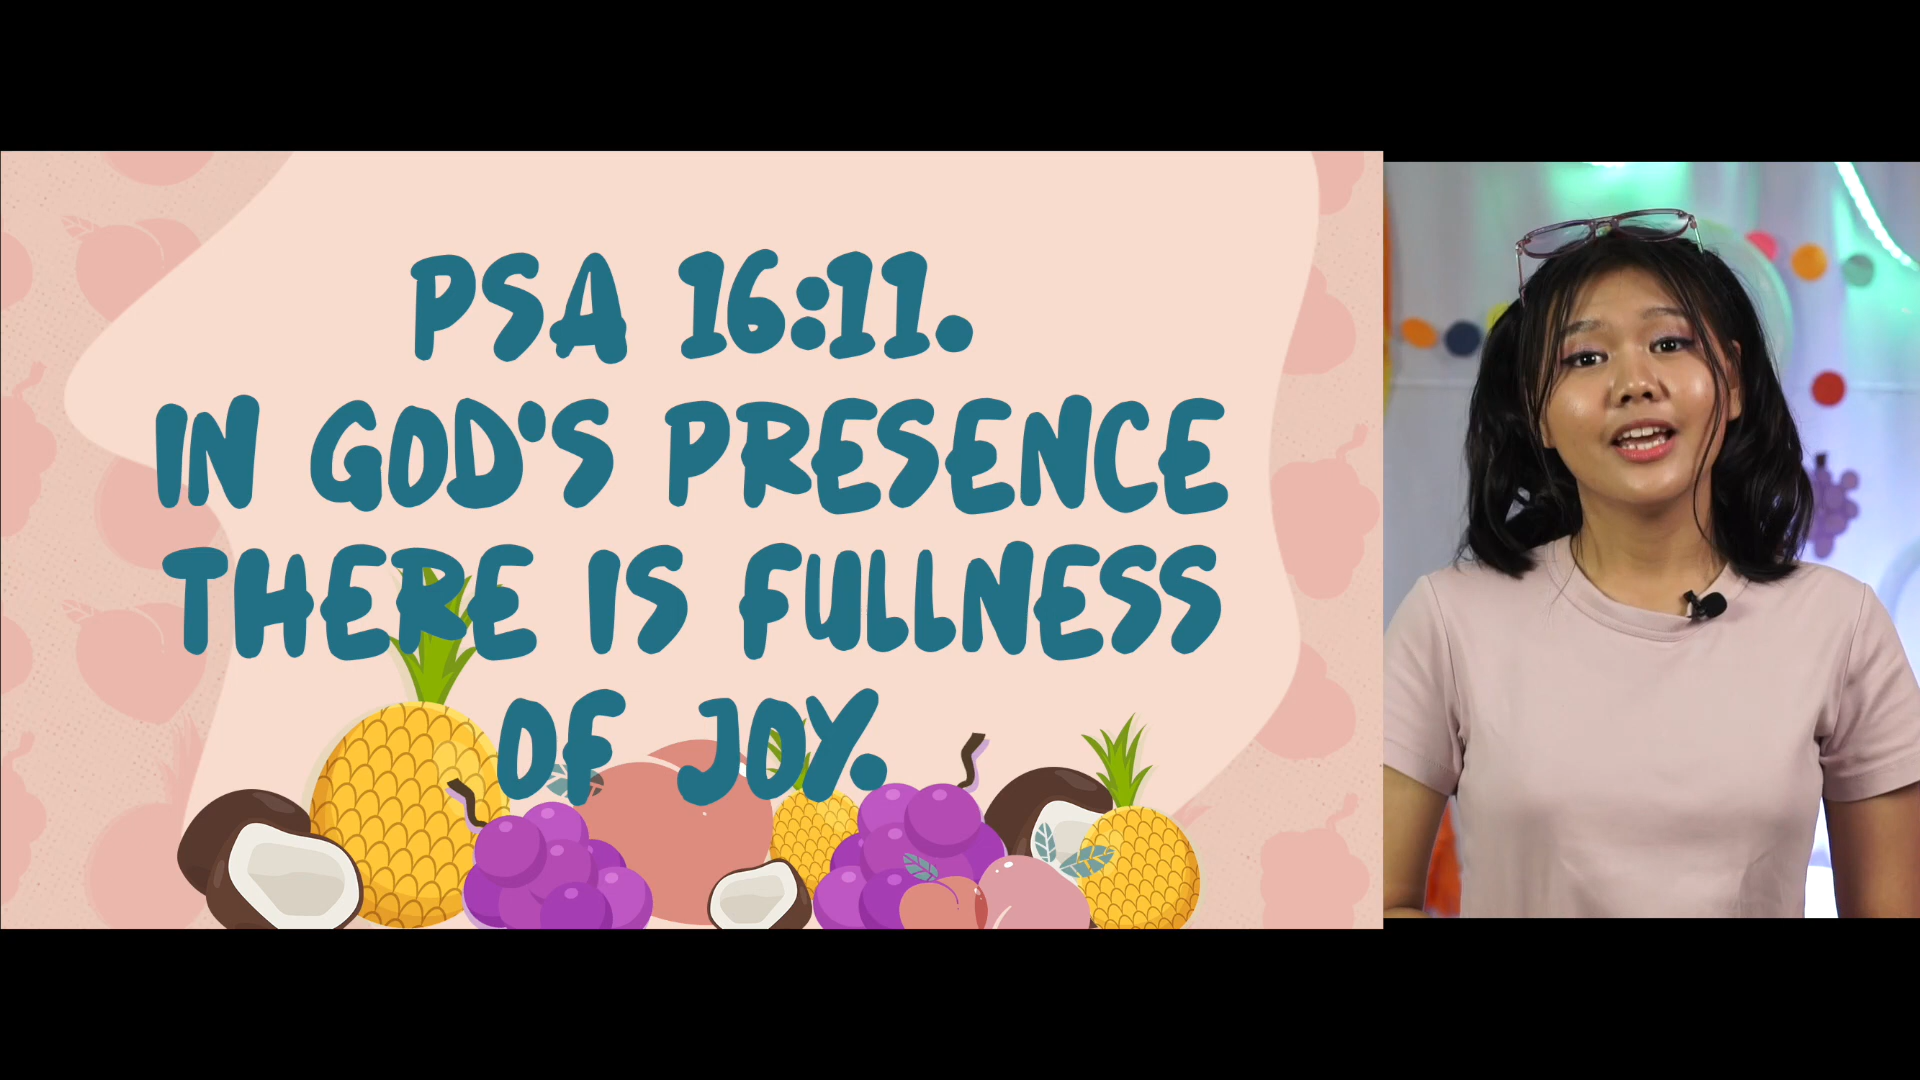 PSA 16:11.
IN GOD'S PRESENCE
THERE IS FULLNESS
OF JOY.